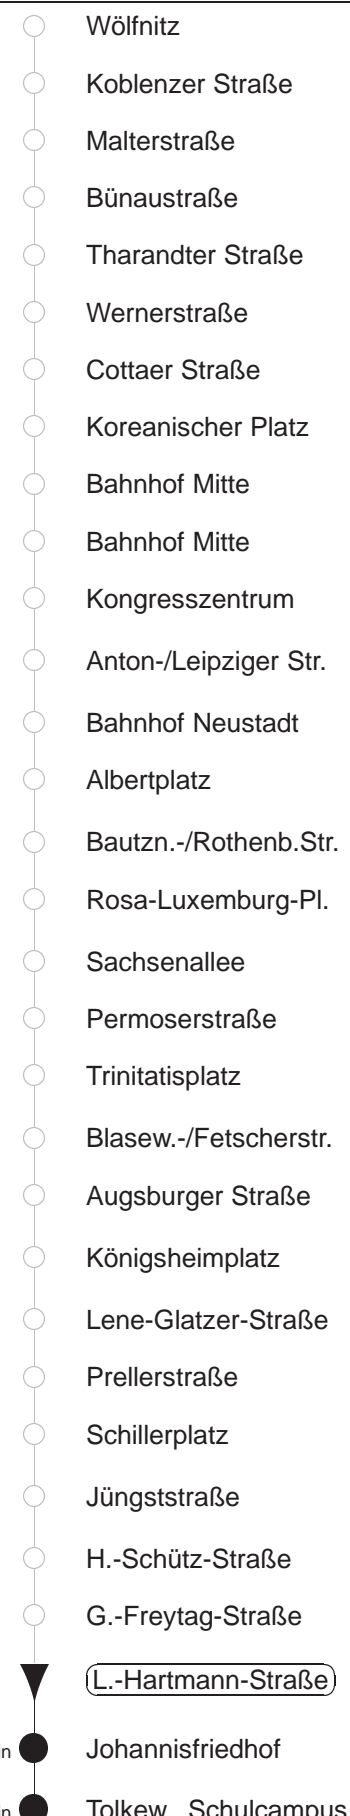 Wölfnitz
Koblenzer Straße
Malterstraße
Bünaustraße
Tharandter Straße
Wernerstraße
Cottaer Straße
Koreanischer Platz
Bahnhof Mitte
Bahnhof Mitte
Kongresszentrum
Anton-/Leipziger Str.
Bahnhof Neustadt
Albertplatz
Bautzn.-/Rothenb.Str.
Rosa-Luxemburg-Pl.
Sachsenallee
Permoserstraße
Trinitatisplatz
Blasew.-/Fetscherstr.
Augsburger Straße
Königsheimplatz
Lene-Glatzer-Straße
Prellerstraße
Schillerplatz
Jüngststraße
H.-Schütz-Straße
G.-Freytag-Straße
L.-Hartmann-Straße
Johannisfriedhof
Tolkew. Schulcampus